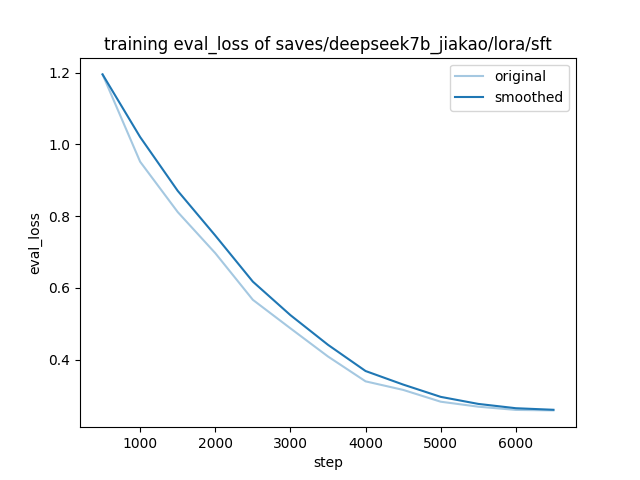 training eval_loss of saves/deepseek7b_jiakao/lora/sft
original
smoothed
1.2
1.0
0.8
0.6
0.4
eval_loss
1000
2000
3000
4000
5000
6000
step